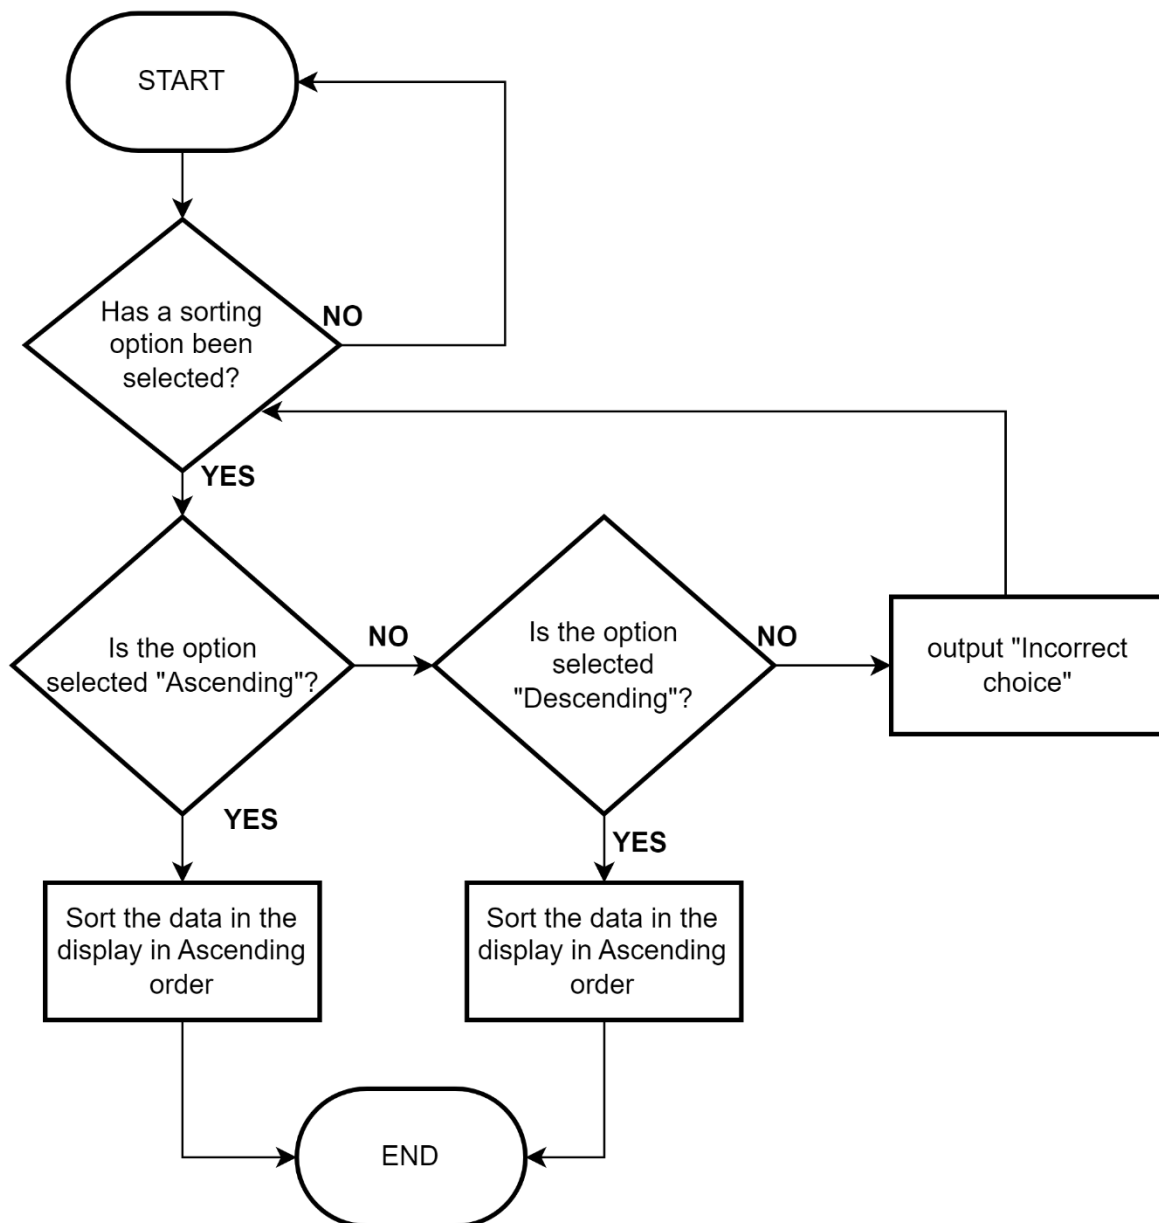 START
Has a sorting
option been
selected?
NO
YES
Is the option
selected "Ascending"?
NO
Is the option
selected
"Descending"?
NO
output "Incorrect
choice"
YES
YES
Sort the data in the
display in Ascending
order
Sort the data in the
display in Ascending
order
END